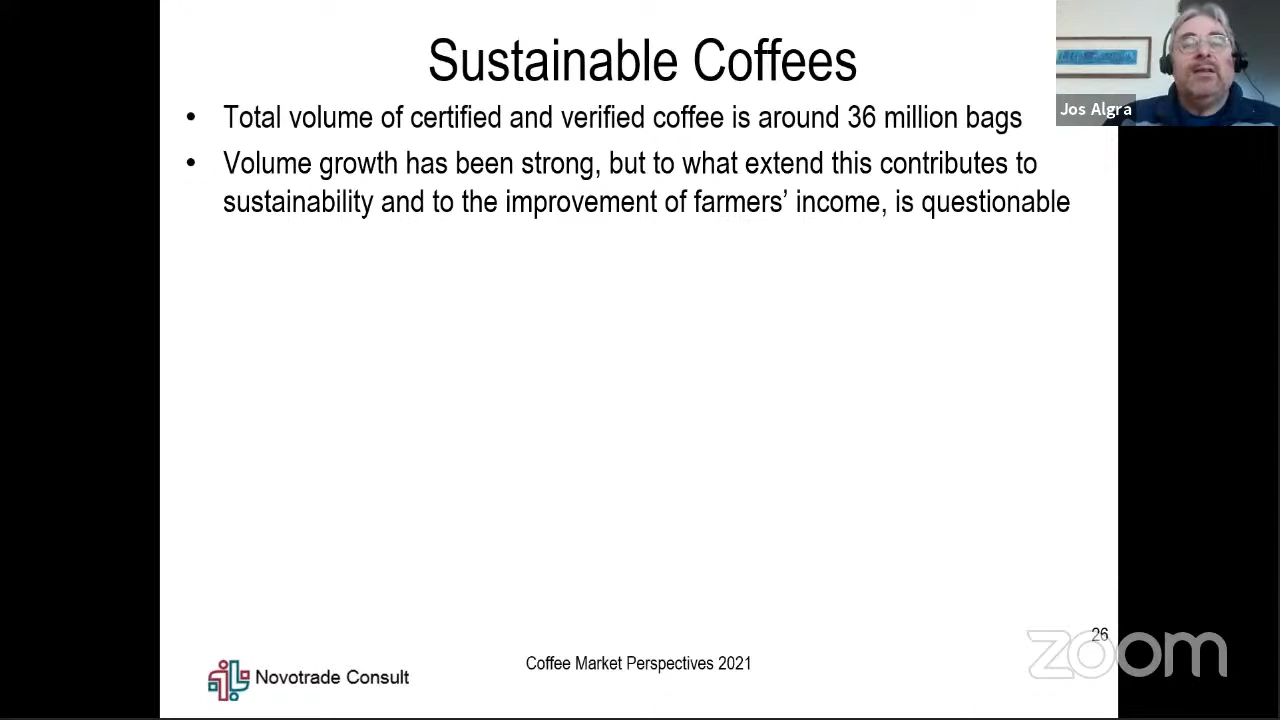 Sustainable Coffees
• Total volume of certified and verified coffee is around 36 million bags
• Volume growth has been strong, but to what extend this contributes to
sustainability and to the improvement of farmers’ income, is questionable
Jos Algra
26
zoom
Coffee Market Perspectives 2021
Novotrade Consult